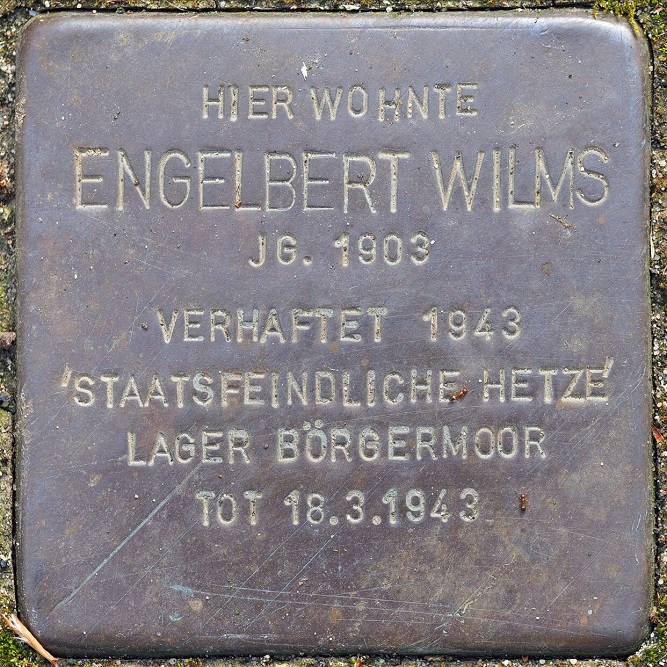 HIER WOHNTE
ENGELBERT WILMS
JG. 1903
VERHAFTET 1943
'STAATSFEINDLICHE HETZE'
LAGER BÖRGERMOOR
TOT 18.3.1943